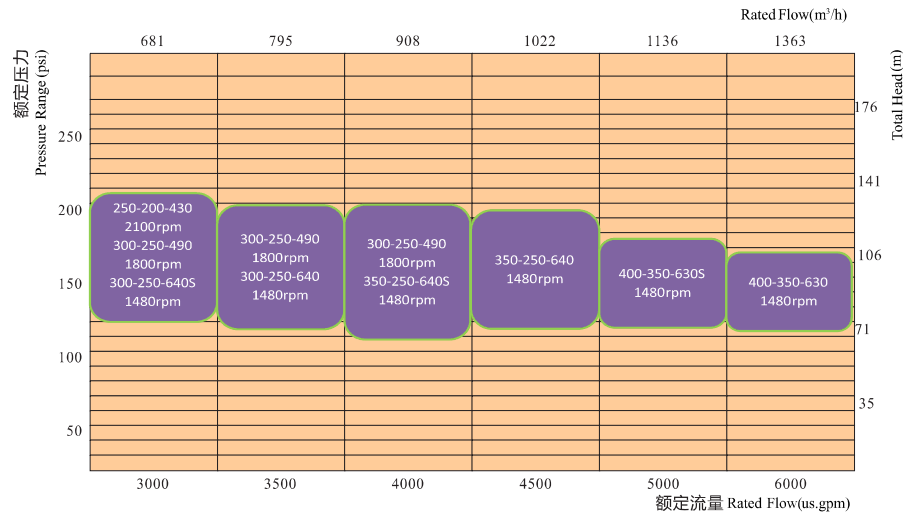 Rated Flow(m³/h)
681 795 908 1022 1136 1363
额定压力
Pressure Range (psi)
Total Head(m)
250
200
150
100
50
176
141
106
71
35
250-200-430
2100rpm
300-250-490
1800rpm
300-250-640S
1480rpm
300-250-490
1800rpm
300-250-640
1480rpm
300-250-490
1800rpm
350-250-640S
1480rpm
350-250-640
1480rpm
400-350-630S
1480rpm
400-350-630
1480rpm
3000 3500 4000 4500 5000 6000
额定流量 Rated Flow(us.gpm)